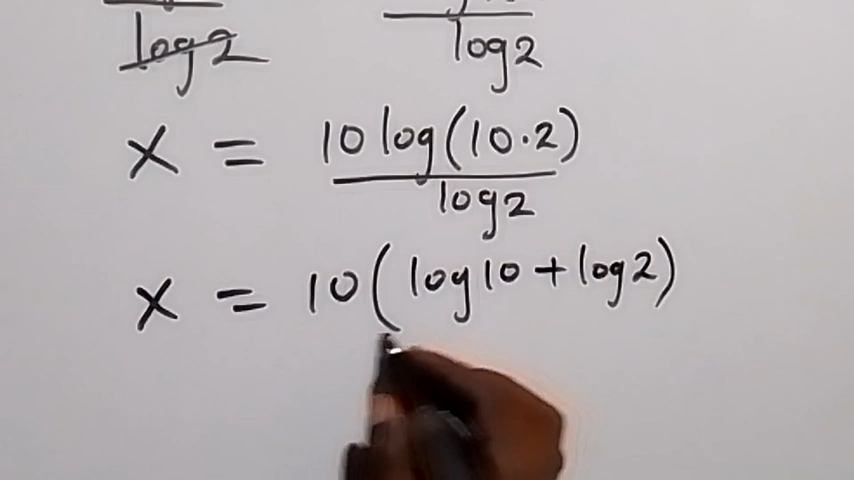 log2 log2
x = 10 log(10·2)
log2
x = 10(log10 + log2)